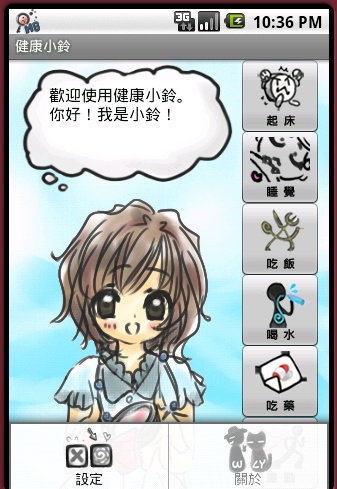 3G
10:36 PM
健康小鈴
歡迎使用健康小鈴。
你好！我是小鈴！
起床
睡覺
吃飯
喝水
吃藥
設定
關於